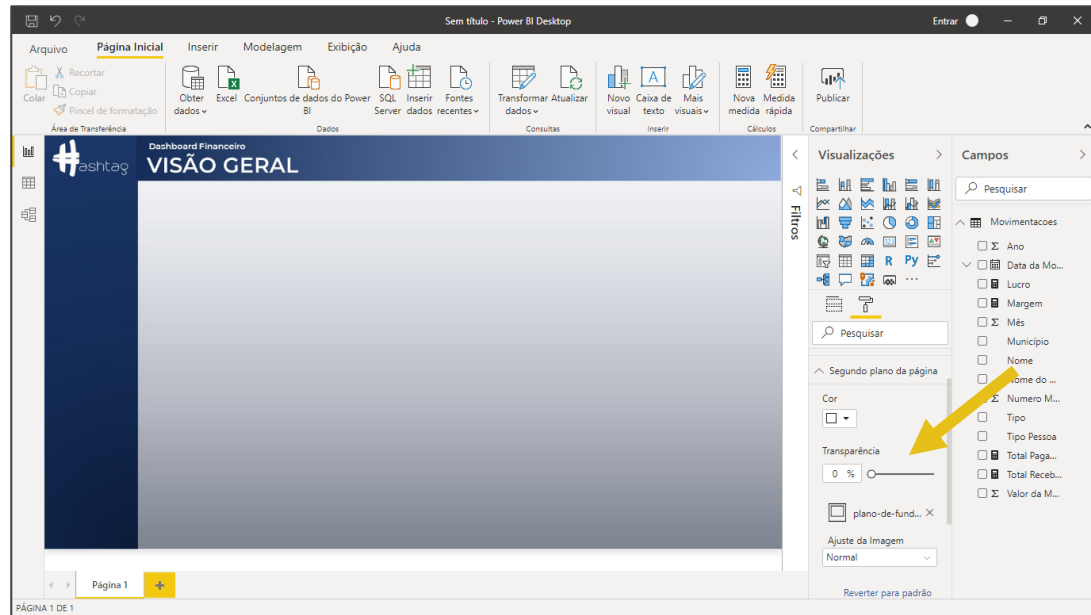 Sem título - Power BI Desktop
Entrar
Arquivo
Página Inicial
Inserir
Modelagem
Exibição
Ajuda
Colar
Recortar
Copiar
Pincel de formatação
Área de Transferência
Obter dados
Excel
Conjuntos de dados do Power BI
SQL Server
Inserir dados
Fontes recentes
Dados
Transformar dados
Atualizar
Consultas
Novo visual
Caixa de texto
Mais visuais
Inserir
Nova medida
Medida rápida
Cálculos
Publicar
Compartilhar
#ashtag
Dashboard Financeiro
VISÃO GERAL
Filtros
Visualizações
R Py
123
Pesquisar
Segundo plano da página
Cor
Transparência
0 %
plano-de-fund...
Ajuste da Imagem
Normal
Reverter para padrão
Campos
Pesquisar
Movimentacoes
Σ Ano
Data da Mo...
Lucro
Margem
Σ Mês
Município
Nome
Nome do ...
Σ Numero M...
Tipo
Tipo Pessoa
Total Paga...
Total Receb...
Σ Valor da M...
Página 1
PÁGINA 1 DE 1